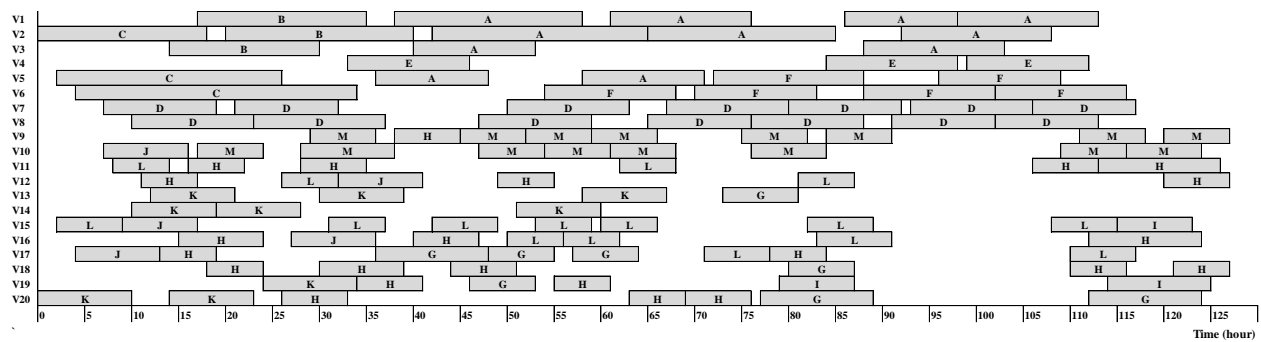 V1 B A A A A
V2 C B A A A
V3 B A A
V4 E E E
V5 C A A F F
V6 C F F F F
V7 D D D D D D D
V8 D D D D D D D
V9 M H M M M M M M M
V10 J M M M M M M M M
V11 L H H L H H
V12 H L J H L H
V13 K K K G
V14 K K K
V15 L J L L L L L L I
V16 H J H L L L H
V17 J H G G G L H L
V18 H H H G H H
V19 K H G H I I
V20 K K H H H G G
0 5 10 15 20 25 30 35 40 45 50 55 60 65 70 75 80 85 90 95 100 105 110 115 120 125
Time (hour)